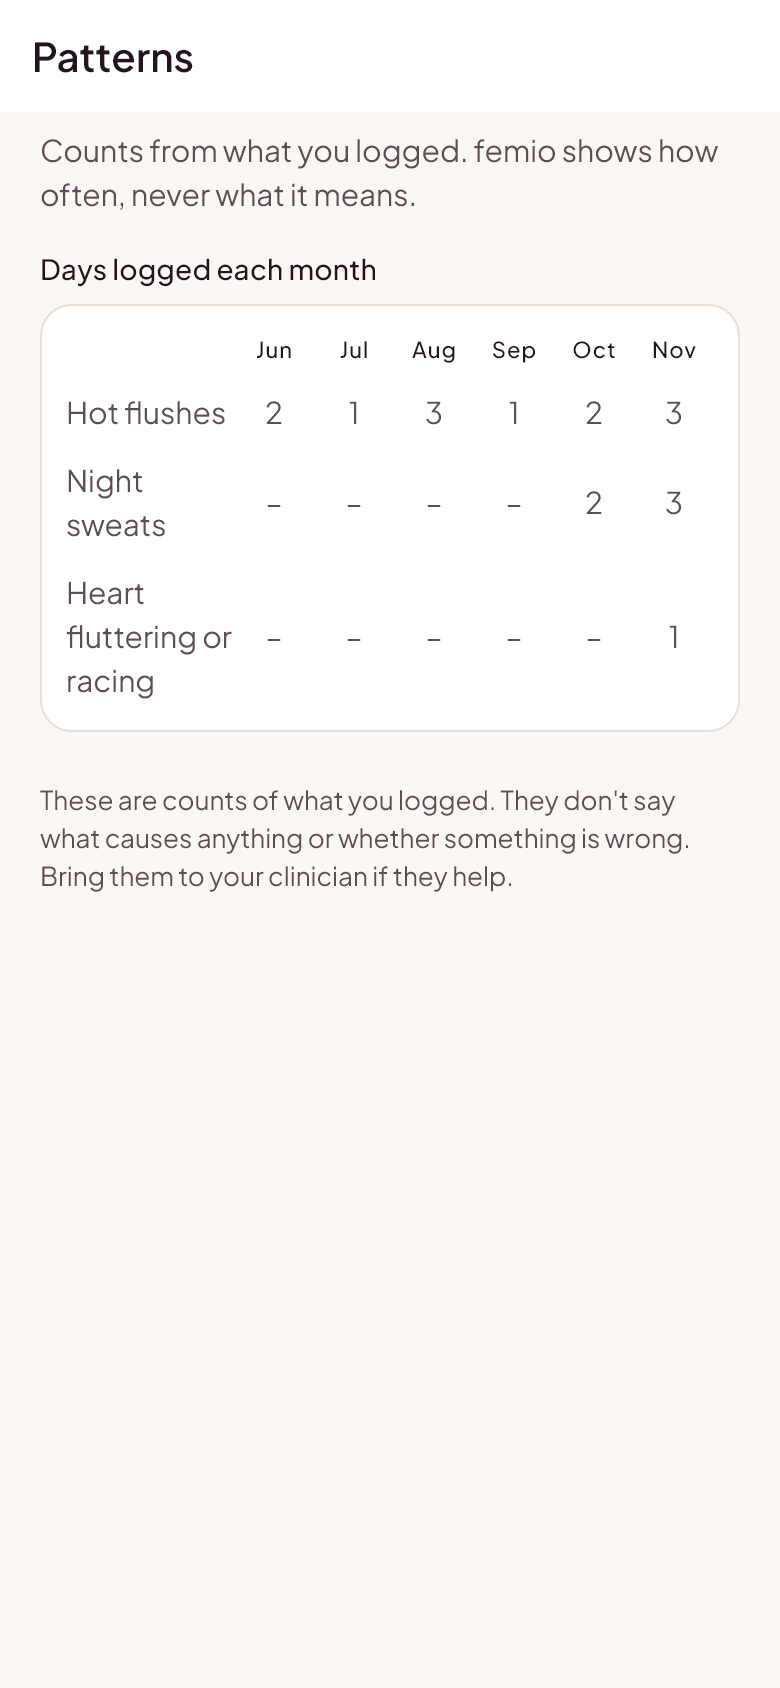 Patterns
Counts from what you logged. femio shows how
often, never what it means.
Days logged each month
Jun Jul Aug Sep Oct Nov
Hot flushes 2 1 3 1 2 3
Night
sweats – – – – 2 3
Heart
fluttering or – – – – – 1
racing
These are counts of what you logged. They don't say
what causes anything or whether something is wrong.
Bring them to your clinician if they help.